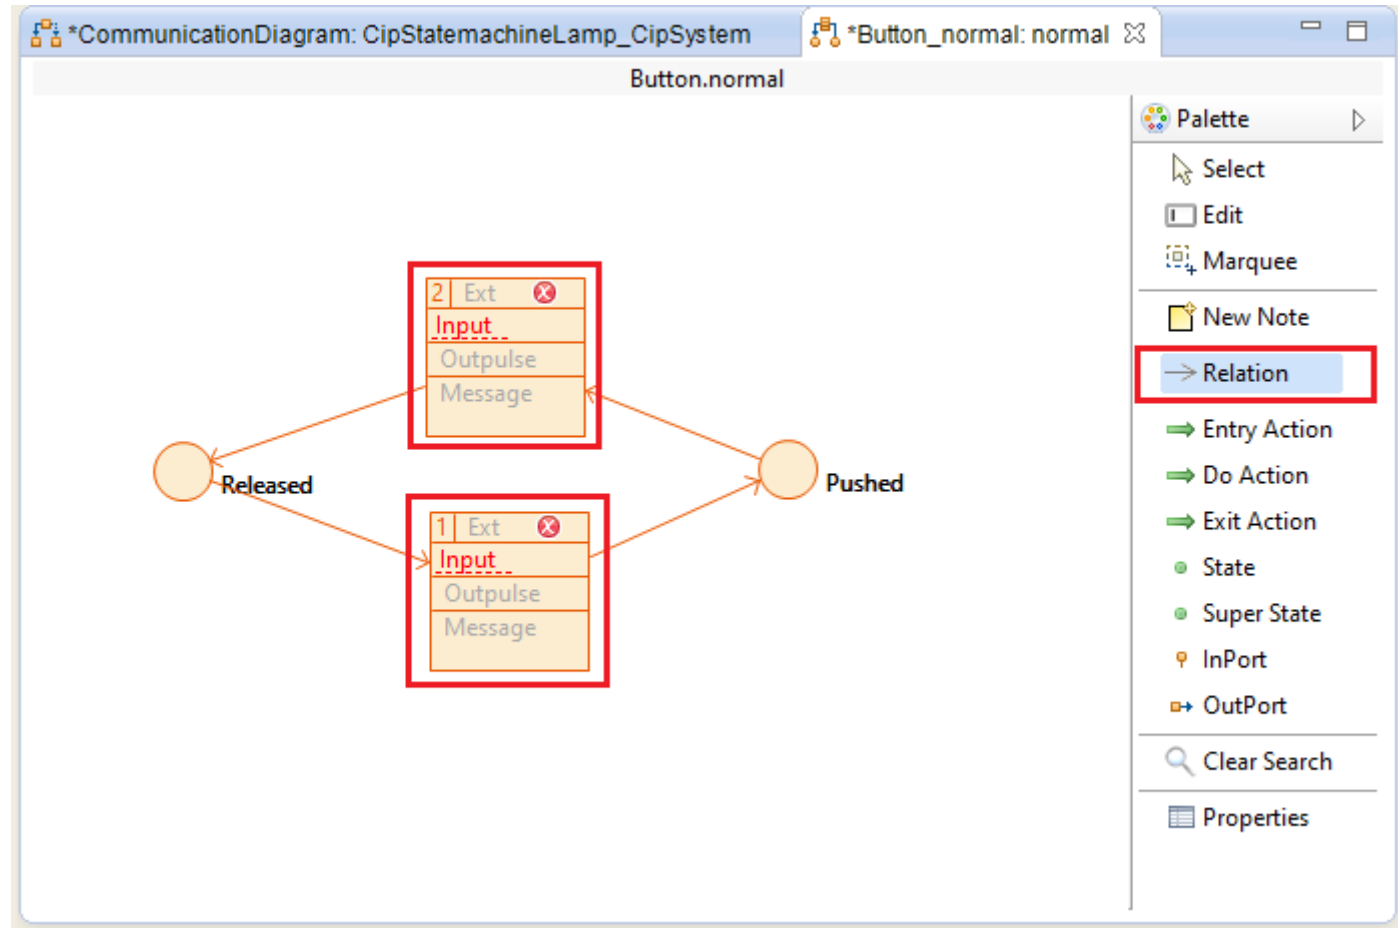 *CommunicationDiagram: CipStatemachineLamp_CipSystem
*Button_normal: normal
Button.normal
Palette
Select
Edit
Marquee
New Note
Relation
Entry Action
Do Action
Exit Action
State
Super State
InPort
OutPort
Clear Search
Properties
2 Ext
Input
Outpulse
Message
Released
Pushed
1 Ext
Input
Outpulse
Message